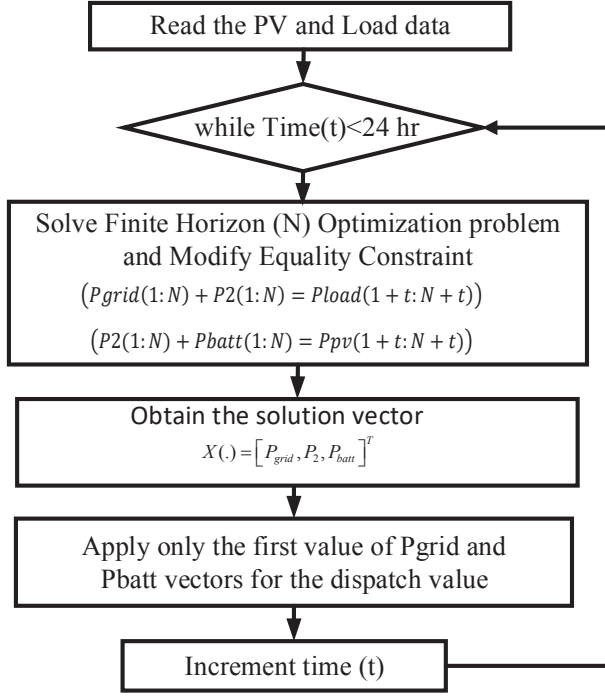 Read the PV and Load data
while Time(t)<24 hr
Solve Finite Horizon (N) Optimization problem
and Modify Equality Constraint
(Pgrid(1:N) + P2(1:N) = Pload(1 + t:N + t))
(P2(1:N) + Pbatt(1:N) = Ppv(1 + t:N + t))
Obtain the solution vector
X(.) = [P_grid, P_2, P_batt]^T
Apply only the first value of Pgrid and
Pbatt vectors for the dispatch value
Increment time (t)